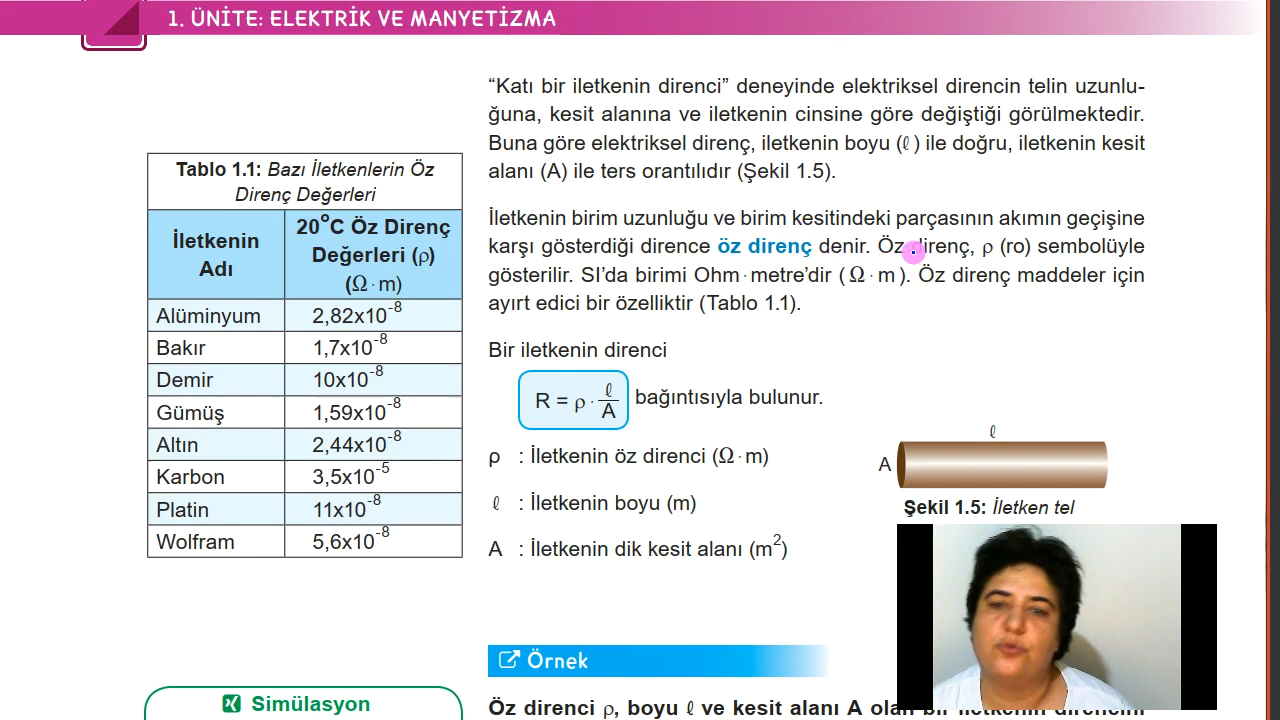 1. ÜNİTE: ELEKTRİK VE MANYETİZMA
“Katı bir iletkenin direnci” deneyinde elektriksel direncin telin uzunlu-
ğuna, kesit alanına ve iletkenin cinsine göre değiştiği görülmektedir.
Buna göre elektriksel direnç, iletkenin boyu (ℓ) ile doğru, iletkenin kesit
alanı (A) ile ters orantılıdır (Şekil 1.5).
İletkenin birim uzunluğu ve birim kesitindeki parçasının akımın geçişine
karşı gösterdiği dirence öz direnç denir. Öz direnç, ρ (ro) sembolüyle
gösterilir. SI’da birimi Ohm·metre’dir (Ω·m). Öz direnç maddeler için
ayırt edici bir özelliktir (Tablo 1.1).
Bir iletkenin direnci
R = ρ · ℓ/A bağıntısıyla bulunur.
ρ : İletkenin öz direnci (Ω·m)
ℓ : İletkenin boyu (m)
A : İletkenin dik kesit alanı (m²)
Tablo 1.1: Bazı İletkenlerin Öz
Direnç Değerleri
İletkenin
Adı
20°C Öz Direnç
Değerleri (ρ)
(Ω·m)
Alüminyum 2,82x10⁻⁸
Bakır 1,7x10⁻⁸
Demir 10x10⁻⁸
Gümüş 1,59x10⁻⁸
Altın 2,44x10⁻⁸
Karbon 3,5x10⁻⁵
Platin 11x10⁻⁸
Wolfram 5,6x10⁻⁸
ℓ
A
Şekil 1.5: İletken tel
Örnek
Simülasyon
Öz direnci ρ, boyu ℓ ve kesit alanı A olan bir iletkenin direncini